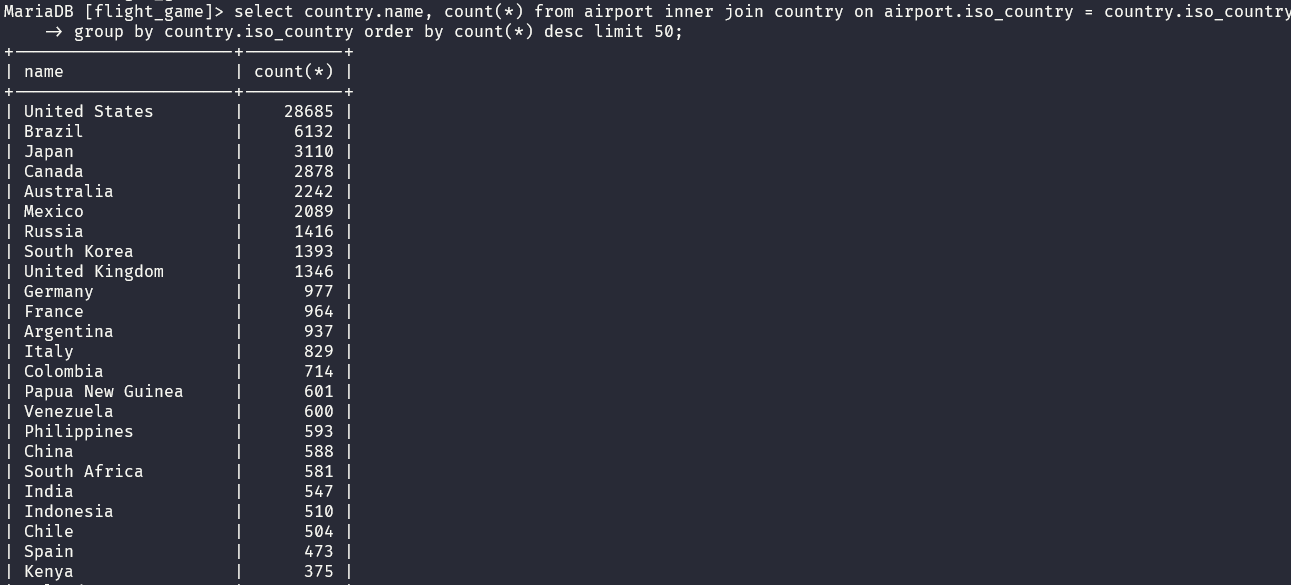 MariaDB [flight_game]> select country.name, count(*) from airport inner join country on airport.iso_country = country.iso_country
    -> group by country.iso_country order by count(*) desc limit 50;
+----------------------+----------+
| name                 | count(*) |
+----------------------+----------+
| United States        |    28685 |
| Brazil               |     6132 |
| Japan                |     3110 |
| Canada               |     2878 |
| Australia            |     2242 |
| Mexico               |     2089 |
| Russia               |     1416 |
| South Korea          |     1393 |
| United Kingdom       |     1346 |
| Germany              |      977 |
| France               |      964 |
| Argentina            |      937 |
| Italy                |      829 |
| Colombia             |      714 |
| Papua New Guinea     |      601 |
| Venezuela            |      600 |
| Philippines          |      593 |
| China                |      588 |
| South Africa         |      581 |
| India                |      547 |
| Indonesia            |      510 |
| Chile                |      504 |
| Spain                |      473 |
| Kenya                |      375 |